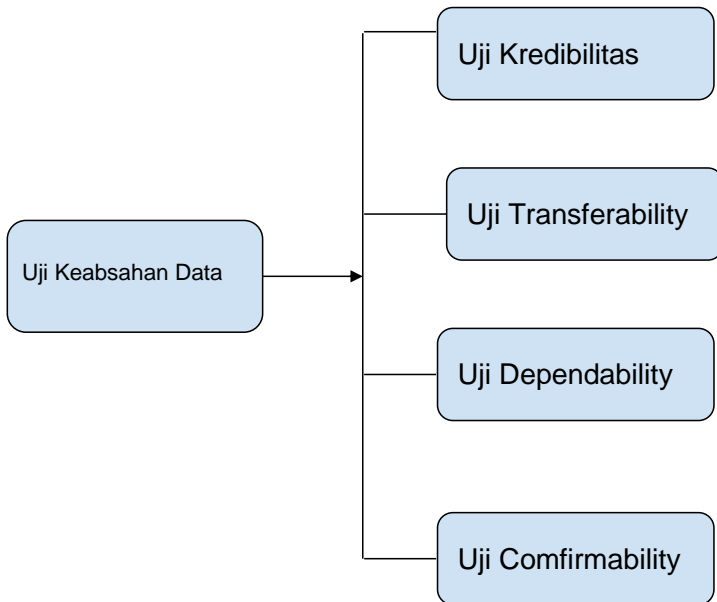 Uji Kredibilitas
Uji Transferability
Uji Keabsahan Data
Uji Dependability
Uji Comfirmability